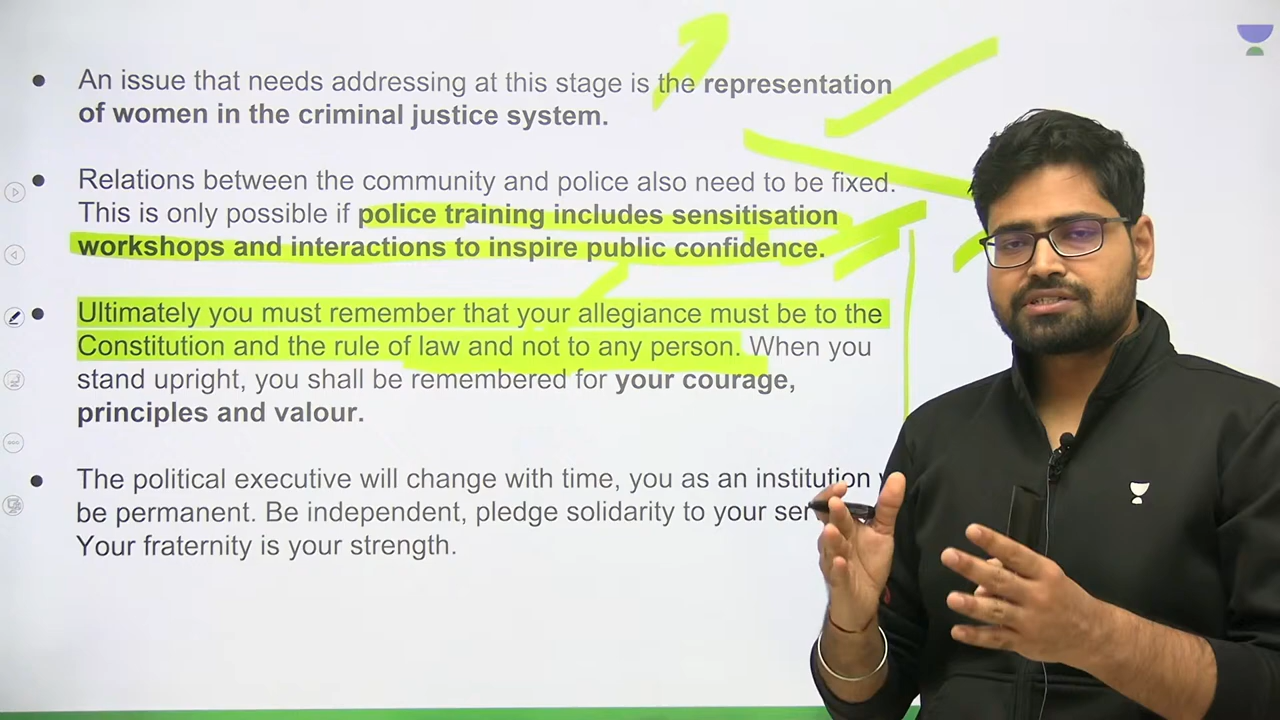 An issue that needs addressing at this stage is the representation
of women in the criminal justice system.
Relations between the community and police also need to be fixed.
This is only possible if police training includes sensitisation
workshops and interactions to inspire public confidence.
Ultimately you must remember that your allegiance must be to the
Constitution and the rule of law and not to any person. When you
stand upright, you shall be remembered for your courage,
principles and valour.
The political executive will change with time, you as an institution
be permanent. Be independent, pledge solidarity to your
Your fraternity is your strength.